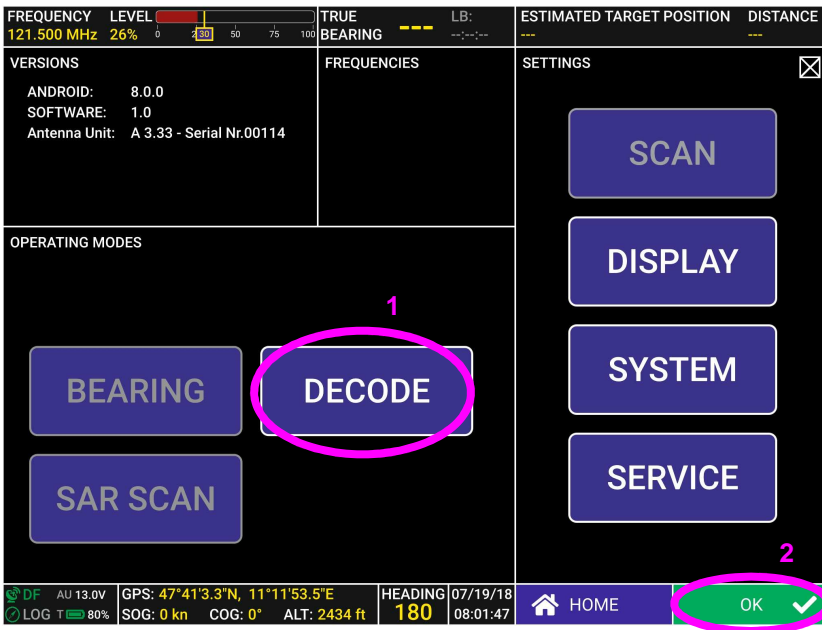 FREQUENCY LEVEL
121.500 MHz 26% 0 30 50 75 100
TRUE
BEARING --- LB:
--:--:--
ESTIMATED TARGET POSITION DISTANCE
--- ---
VERSIONS
ANDROID: 8.0.0
SOFTWARE: 1.0
Antenna Unit: A 3.33 - Serial Nr.00114
FREQUENCIES
SETTINGS
SCAN
DISPLAY
SYSTEM
SERVICE
OPERATING MODES
1
BEARING
DECODE
SAR SCAN
2
DF AU 13.0V
LOG T 80%
GPS: 47°41'3.3"N, 11°11'53.5"E
SOG: 0 kn COG: 0° ALT: 2434 ft
HEADING
180
07/19/18
08:01:47
HOME
OK